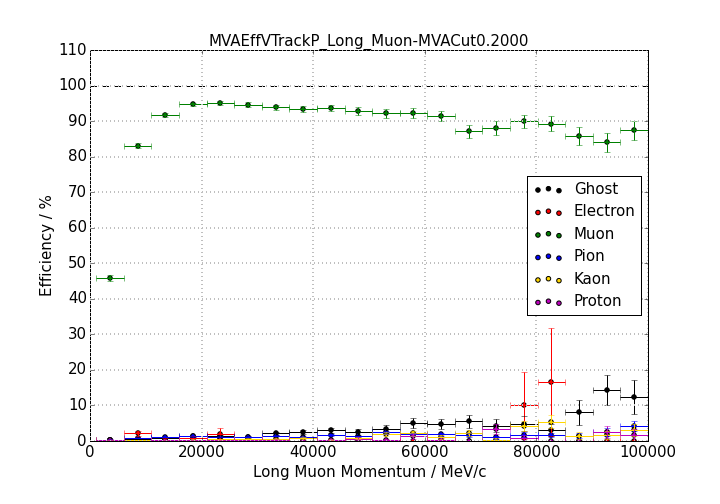 MVAEffVTrackP_Long_Muon-MVACut0.2000
110
100
90
80
70
60
50
40
30
20
10
0
Efficiency / %
Ghost
Electron
Muon
Pion
Kaon
Proton
0 20000 40000 60000 80000 100000
Long Muon Momentum / MeV/c